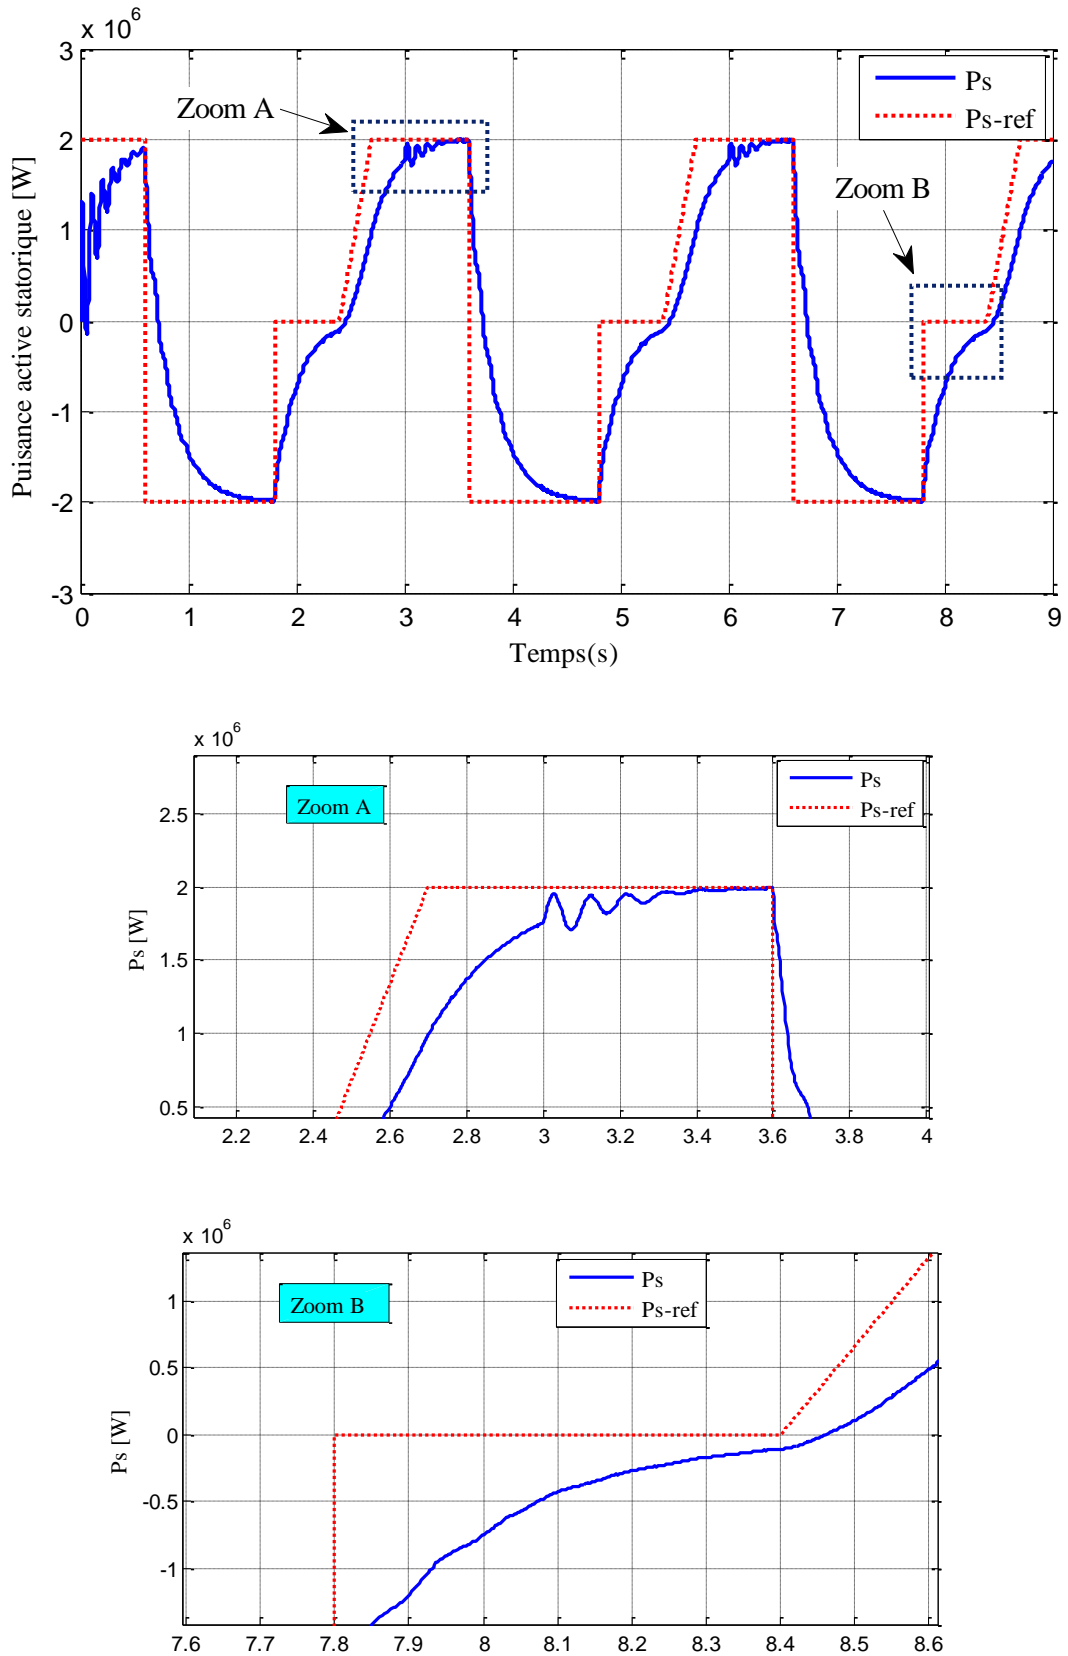 x 10^6
3
2
1
0
-1
-2
-3
Puisance active statorique [W]
Zoom A
Zoom B
Ps
Ps-ref
0 1 2 3 4 5 6 7 8 9
Temps(s)
x 10^6
Zoom A
Ps
Ps-ref
2.5
2
1.5
1
0.5
Ps [W]
2.2 2.4 2.6 2.8 3 3.2 3.4 3.6 3.8 4
x 10^6
Zoom B
Ps
Ps-ref
1
0.5
0
-0.5
-1
Ps [W]
7.6 7.7 7.8 7.9 8 8.1 8.2 8.3 8.4 8.5 8.6